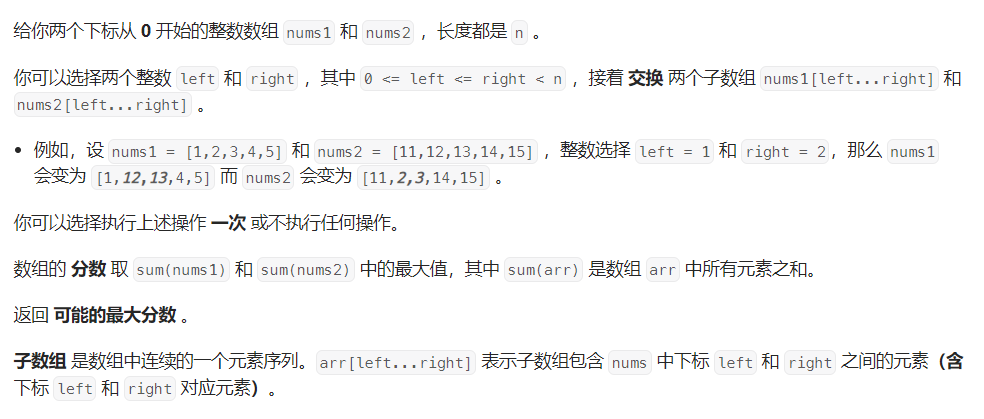 给你两个下标从 0 开始的整数数组 nums1 和 nums2 ，长度都是 n 。
你可以选择两个整数 left 和 right ，其中 0 <= left <= right < n ，接着 交换 两个子数组 nums1[left...right] 和
nums2[left...right] 。
• 例如，设 nums1 = [1,2,3,4,5] 和 nums2 = [11,12,13,14,15] ，整数选择 left = 1 和 right = 2，那么 nums1
会变为 [1,12,13,4,5] 而 nums2 会变为 [11,2,3,14,15] 。
你可以选择执行上述操作 一次 或不执行任何操作。
数组的 分数 取 sum(nums1) 和 sum(nums2) 中的最大值，其中 sum(arr) 是数组 arr 中所有元素之和。
返回 可能的最大分数 。
子数组 是数组中连续的一个元素序列。arr[left...right] 表示子数组包含 nums 中下标 left 和 right 之间的元素（含
下标 left 和 right 对应元素）。